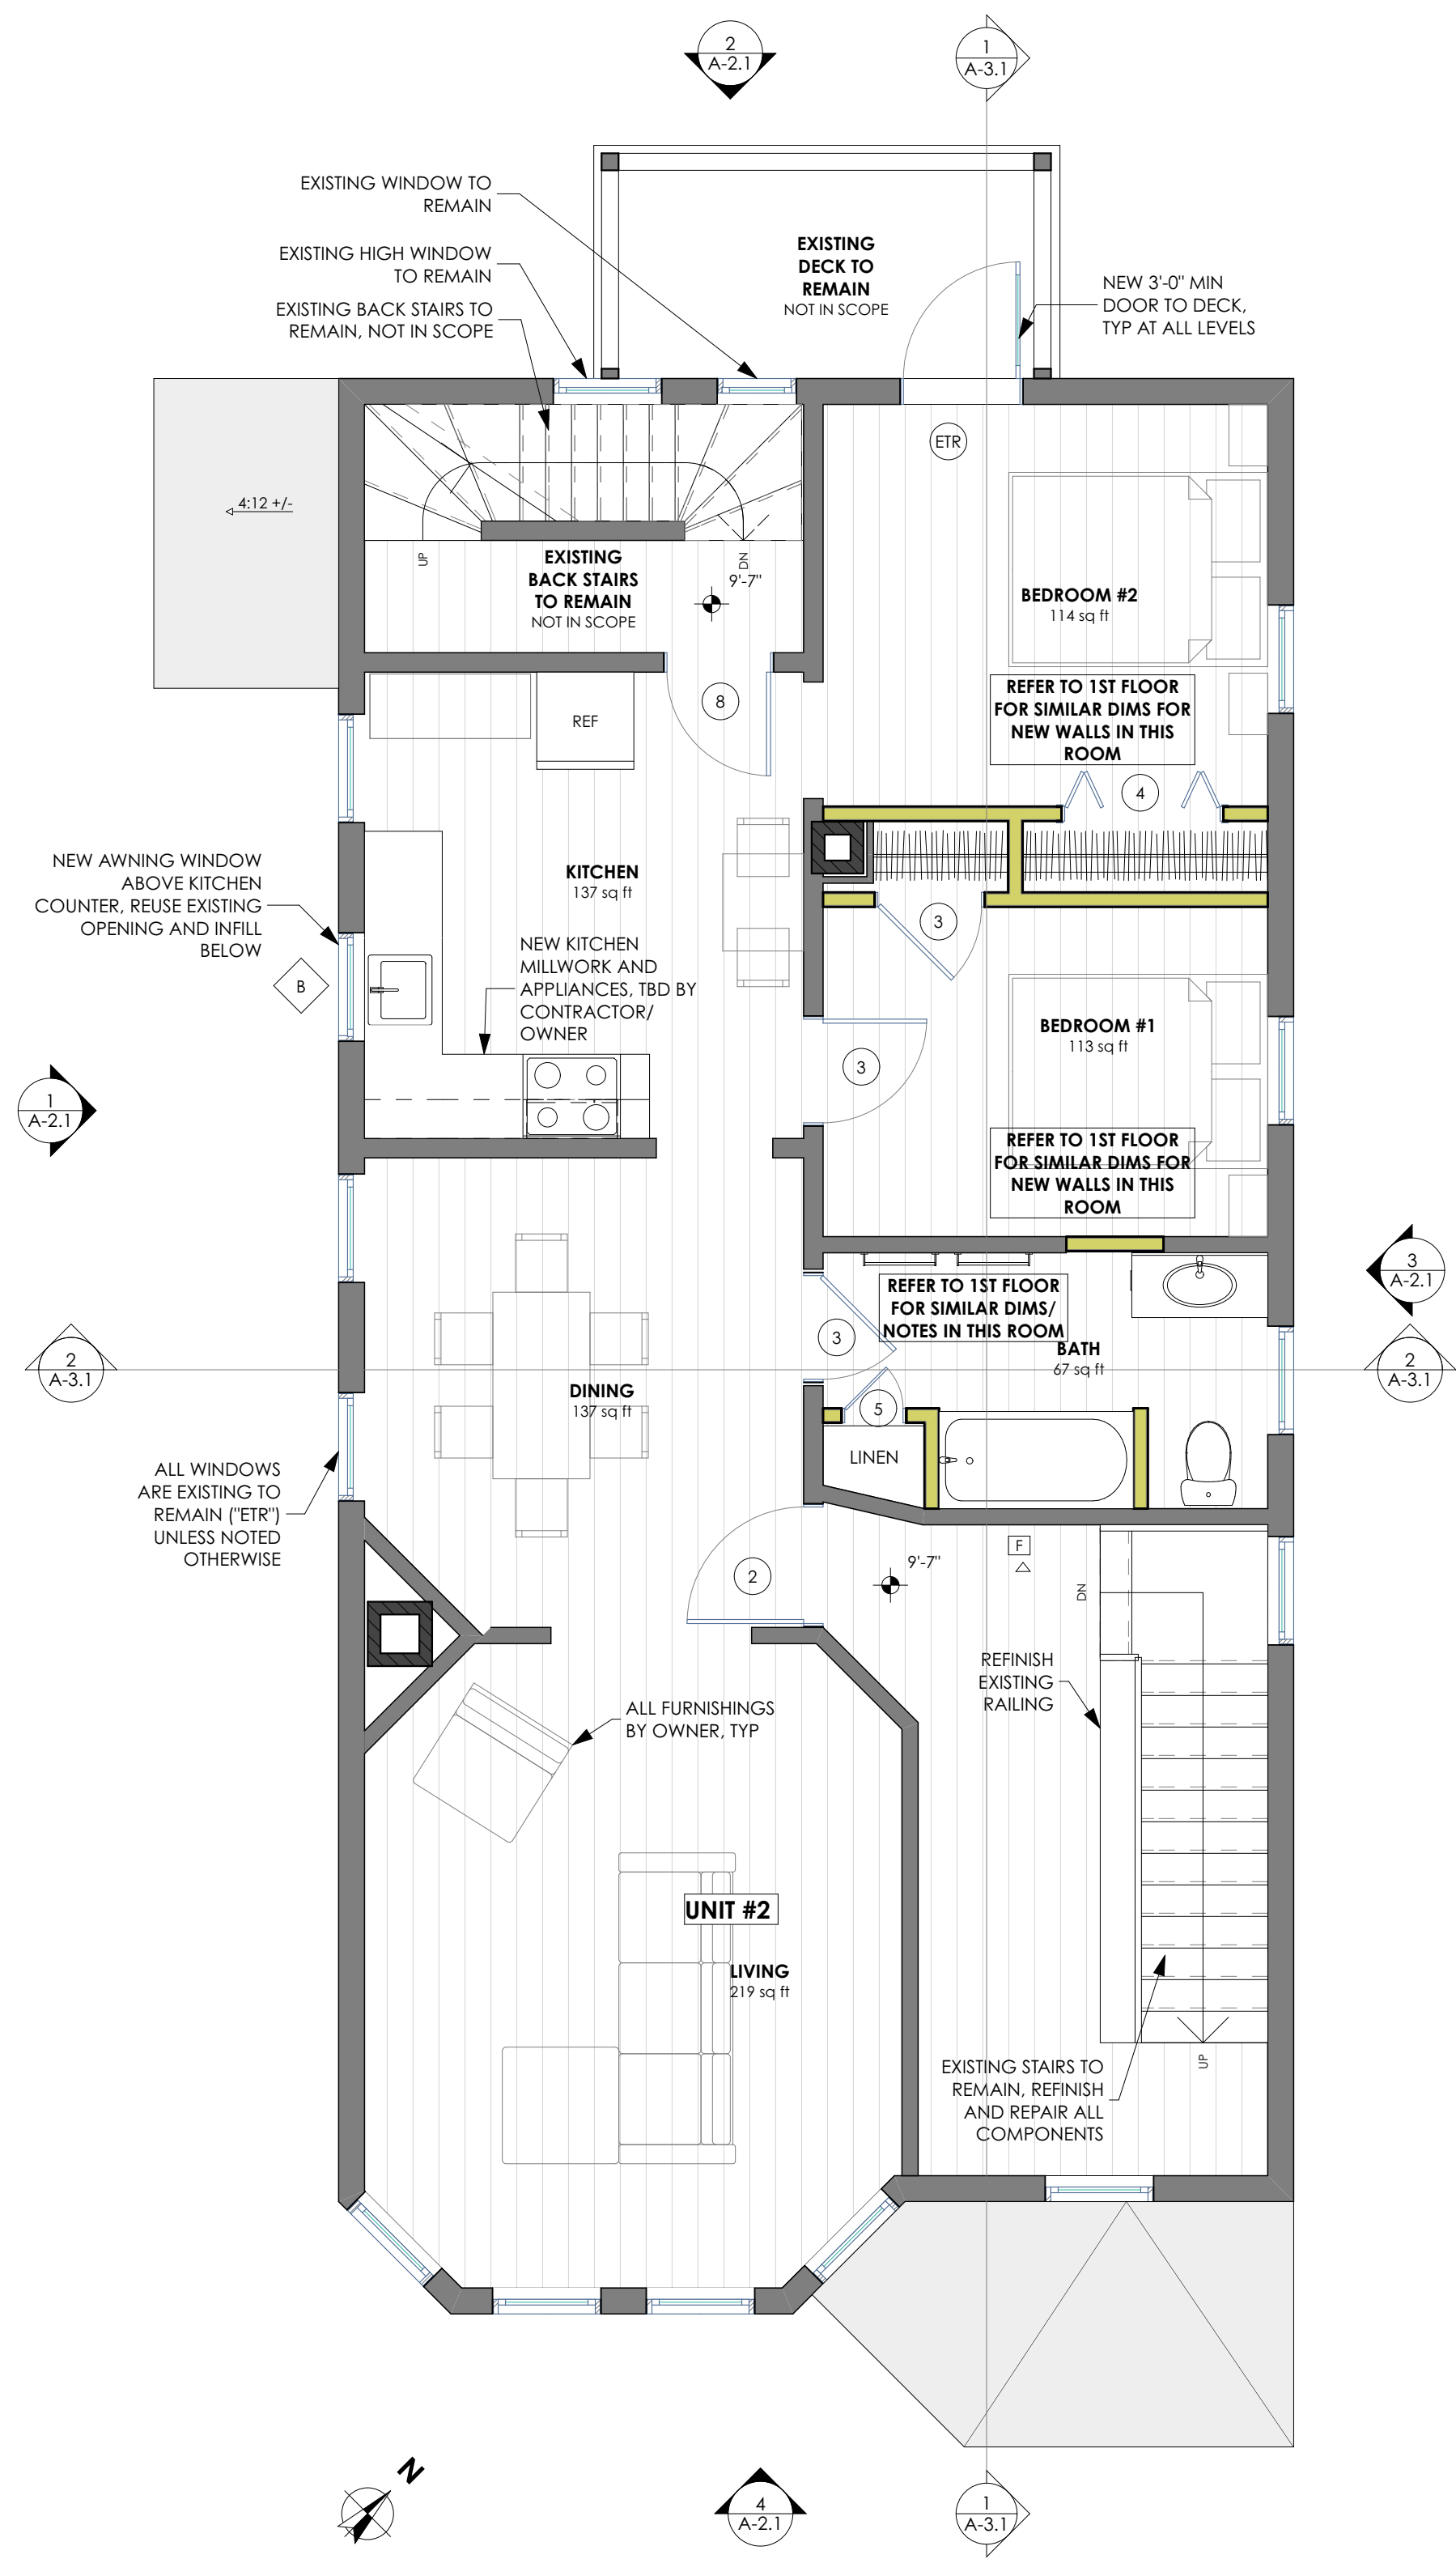 2
A-2.1
1
A-3.1
EXISTING WINDOW TO
REMAIN
EXISTING HIGH WINDOW
TO REMAIN
EXISTING BACK STAIRS TO
REMAIN, NOT IN SCOPE
EXISTING
DECK TO
REMAIN
NOT IN SCOPE
NEW 3'-0" MIN
DOOR TO DECK,
TYP AT ALL LEVELS
ETR
4:12 +/-
UP
DN
EXISTING
BACK STAIRS
TO REMAIN
NOT IN SCOPE
9'-7"
BEDROOM #2
114 sq ft
REFER TO 1ST FLOOR
FOR SIMILAR DIMS FOR
NEW WALLS IN THIS
ROOM
8
REF
4
NEW AWNING WINDOW
ABOVE KITCHEN
COUNTER, REUSE EXISTING
OPENING AND INFILL
BELOW
B
KITCHEN
137 sq ft
3
NEW KITCHEN
MILLWORK AND
APPLIANCES, TBD BY
CONTRACTOR/
OWNER
BEDROOM #1
113 sq ft
3
1
A-2.1
REFER TO 1ST FLOOR
FOR SIMILAR DIMS FOR
NEW WALLS IN THIS
ROOM
3
A-2.1
REFER TO 1ST FLOOR
FOR SIMILAR DIMS/
NOTES IN THIS ROOM
3
BATH
67 sq ft
2
A-3.1
2
A-3.1
DINING
137 sq ft
5
LINEN
ALL WINDOWS
ARE EXISTING TO
REMAIN ("ETR")
UNLESS NOTED
OTHERWISE
2
9'-7"
F
DN
REFINISH
EXISTING
RAILING
ALL FURNISHINGS
BY OWNER, TYP
UNIT #2
LIVING
219 sq ft
EXISTING STAIRS TO
REMAIN, REFINISH
AND REPAIR ALL
COMPONENTS
UP
N
4
A-2.1
1
A-3.1